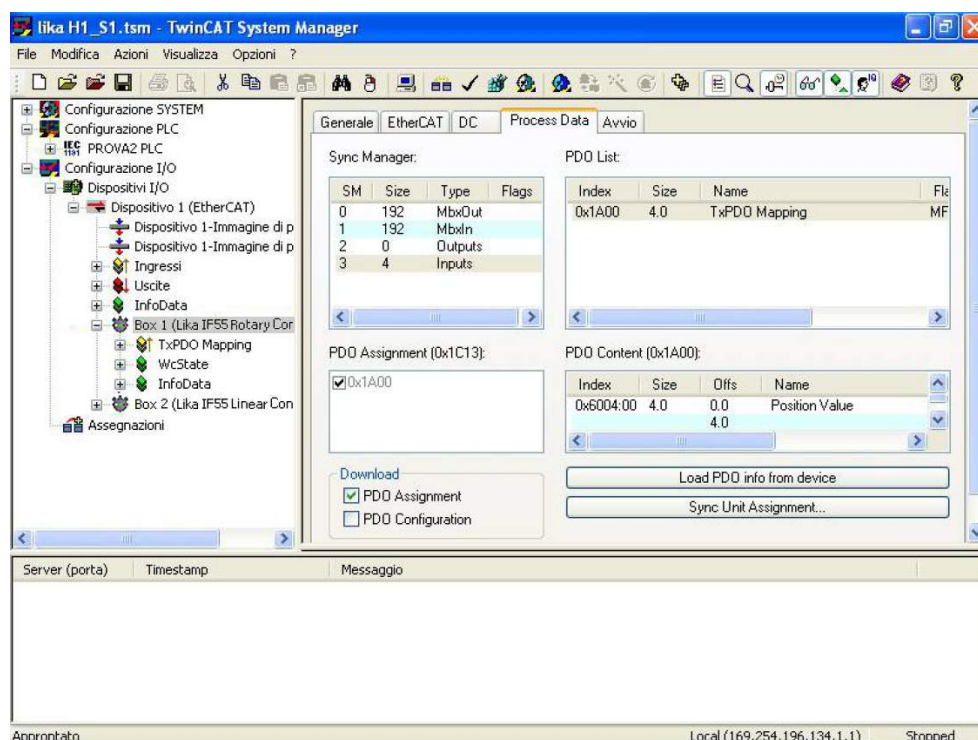 lika H1_S1.tsm - TwinCAT System Manager
File Modifica Azioni Visualizza Opzioni ?
Configurazione SYSTEM
Configurazione PLC
IEC 1131 PROVA2 PLC
Configurazione I/O
Dispositivi I/O
Dispositivo 1 (EtherCAT)
Dispositivo 1-Immagine di p
Dispositivo 1-Immagine di p
Ingressi
Uscite
InfoData
Box 1 (Lika IF55 Rotary Con
TxPDO Mapping
WcState
InfoData
Box 2 (Lika IF55 Linear Con
Assegnazioni
Generale EtherCAT DC Process Data Avvio
Sync Manager:
SM Size Type Flags
0 192 MbxOut
1 192 MbxIn
2 0 Outputs
3 4 Inputs
PDO List:
Index Size Name Fla
0x1A00 4.0 TxPDO Mapping MF
PDO Assignment (0x1C13):
0x1A00
PDO Content (0x1A00):
Index Size Offs Name
0x6004:00 4.0 0.0 Position Value
4.0
Download
PDO Assignment
PDO Configuration
Load PDO info from device
Sync Unit Assignment...
Server (porta) Timestamp Messaggio
Approntato Local (169.254.196.134.1.1) Stopped